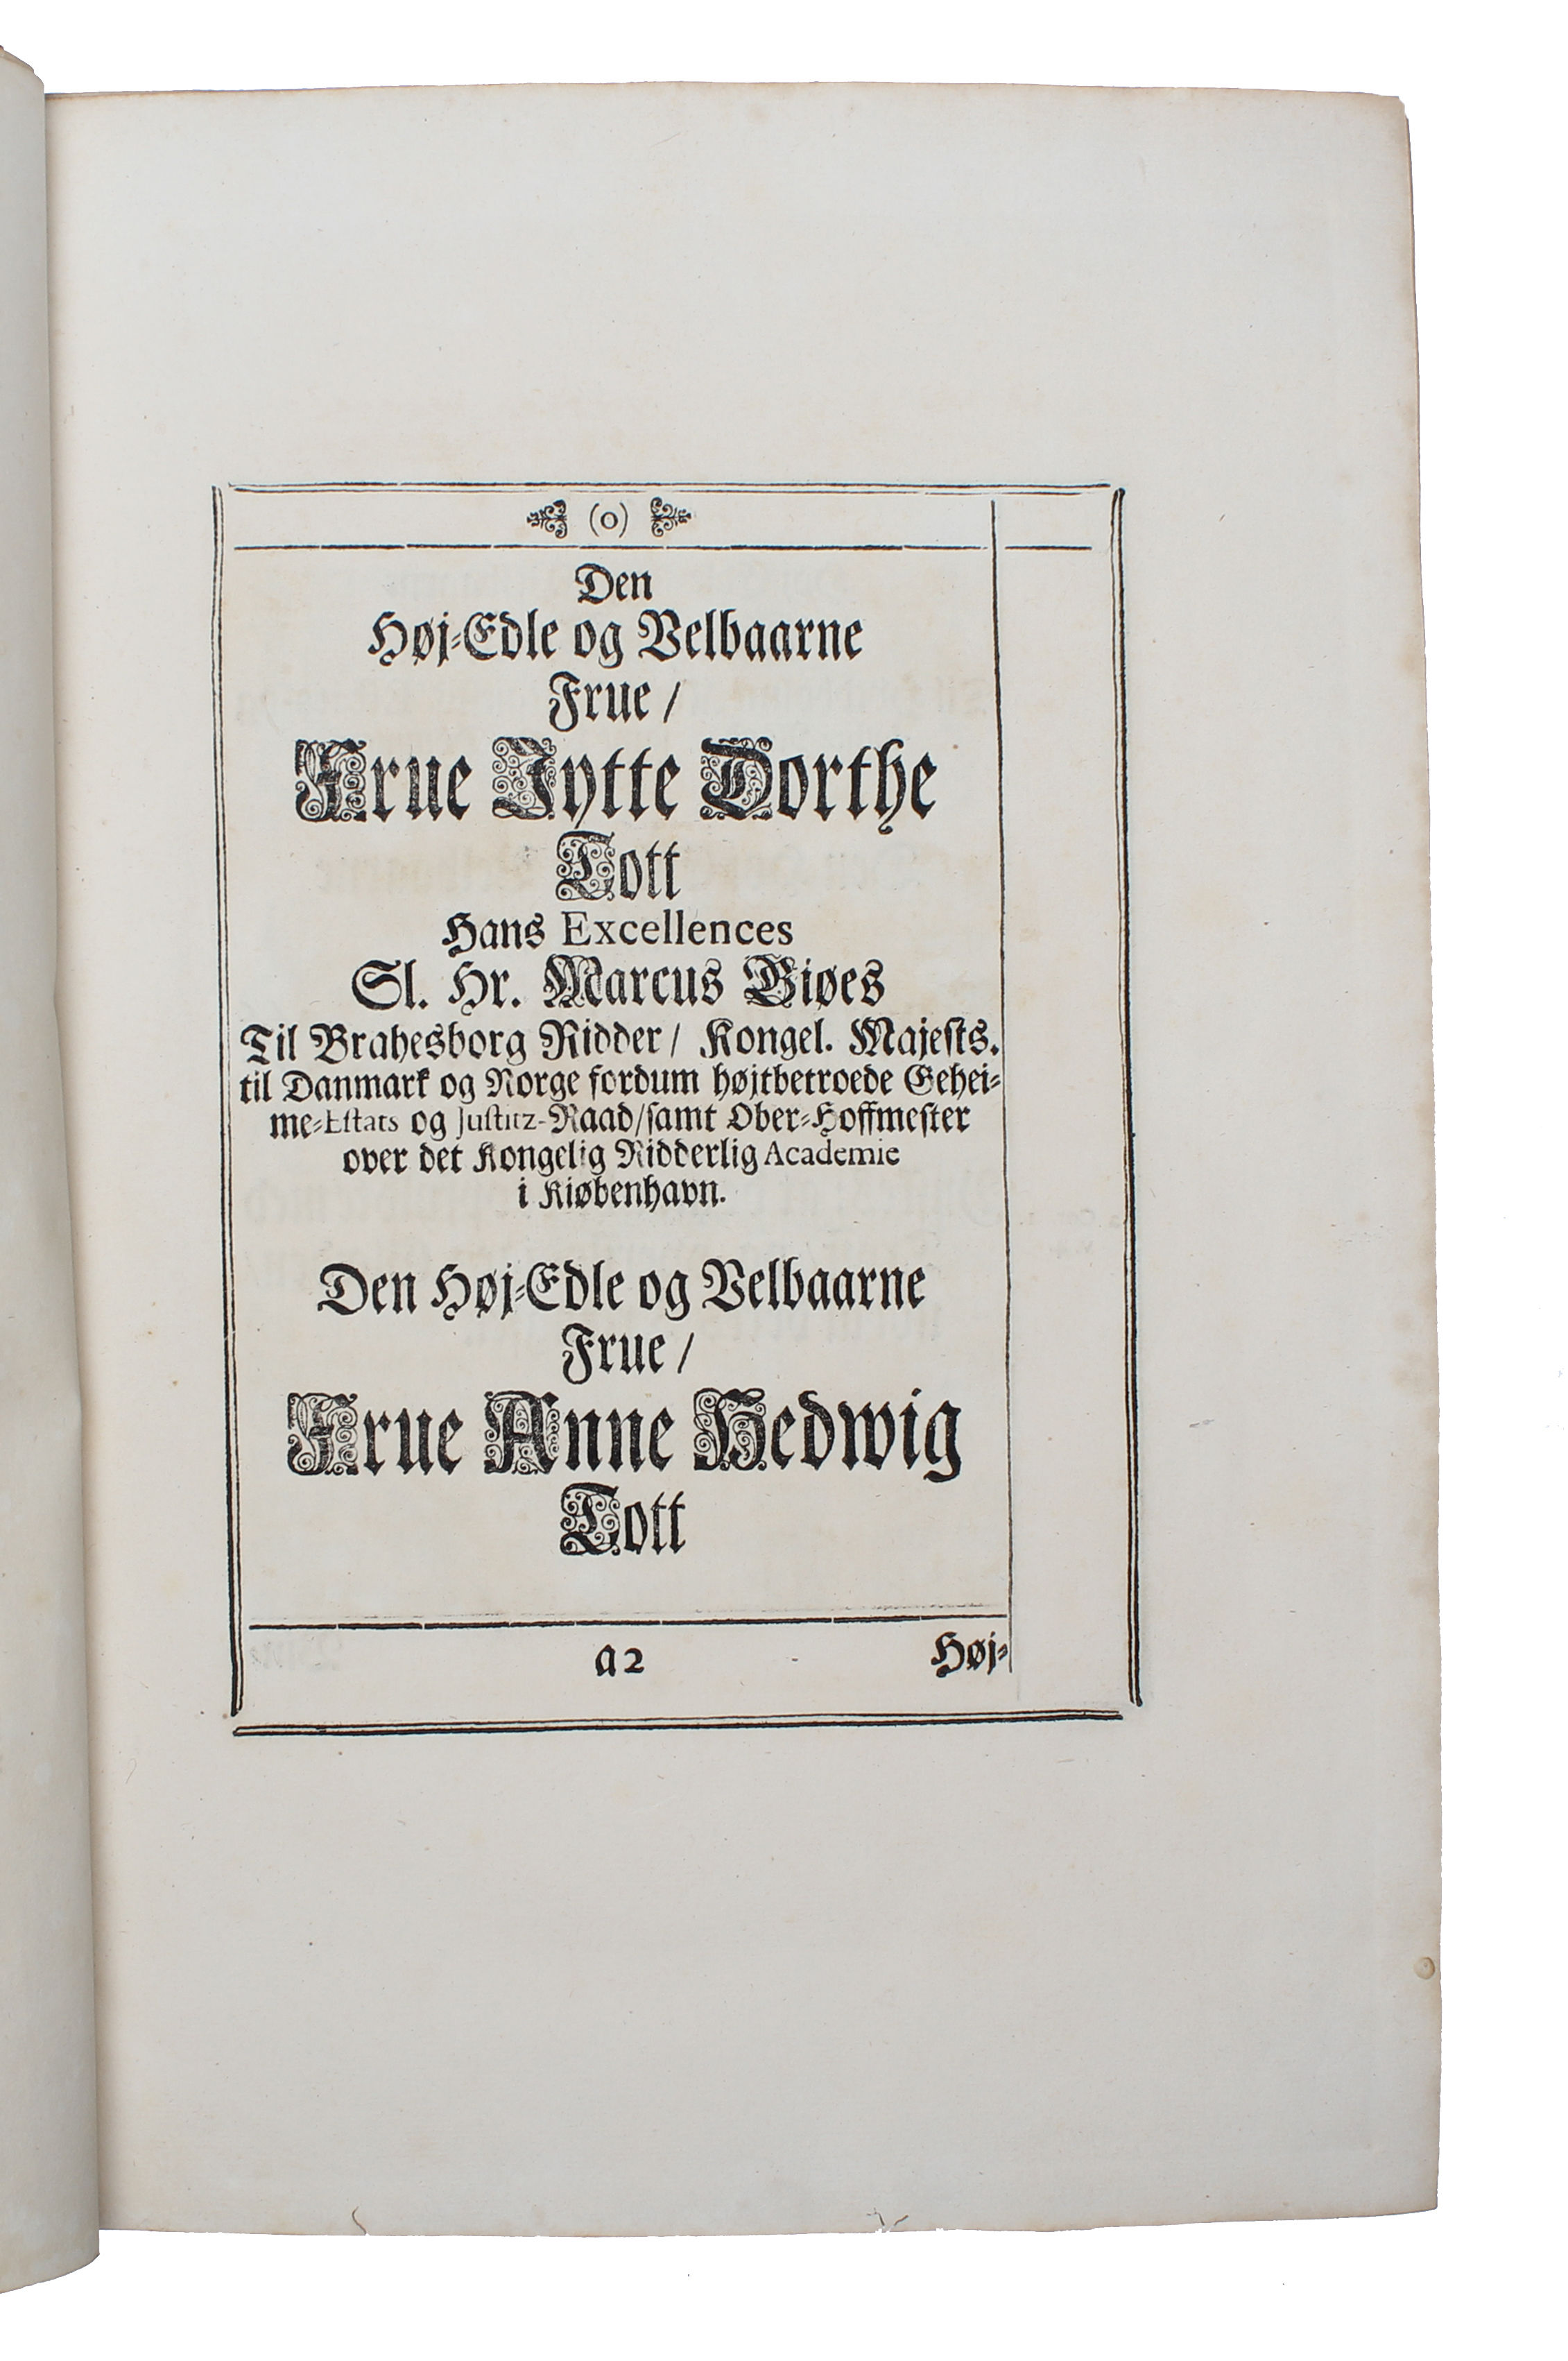 (o)
Den
Høj-Edle og Velbaarne
Frue /
Frue Jytte Dorthe
Tott
Hans Excellences
Sl. Hr. Marcus Giøes
Til Brahesborg Ridder / Kongel. Majeſts.
til Danmark og Norge fordum højtbetroede Gehei-
me-Eſtats og Juſtitz-Raad/ſamt Ober-Hoffmeſter
over det Kongelig Ridderlig Academie
i Kiøbenhavn.
Den Høj-Edle og Velbaarne
Frue /
Frue Anne Hedwig
Tott
a 2
Høj-